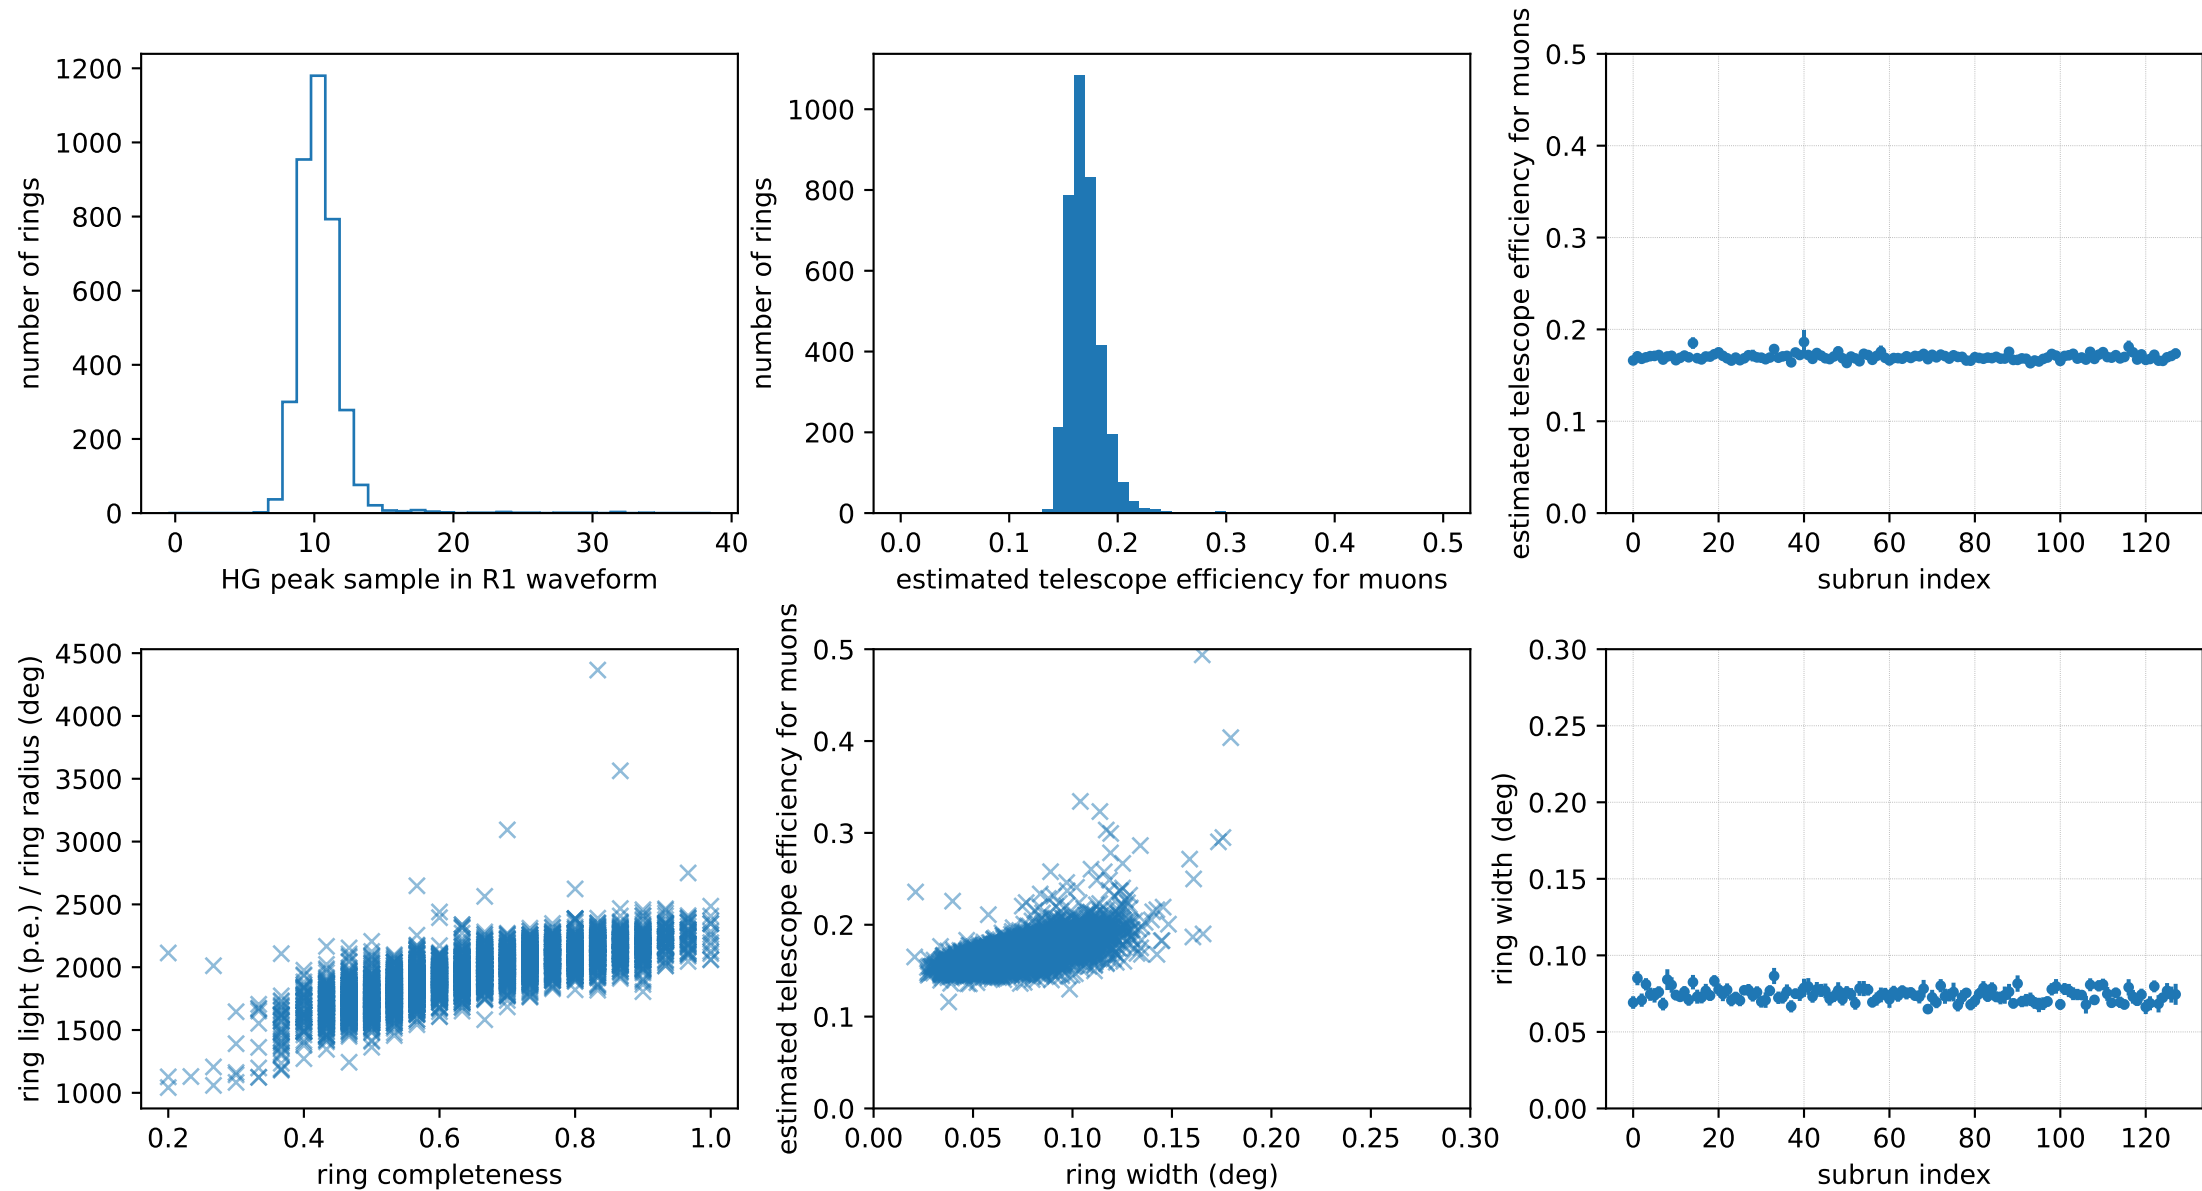 number of rings
1200
1000
800
600
400
200
0
0 10 20 30 40
HG peak sample in R1 waveform
number of rings
1000
800
600
400
200
0
0.0 0.1 0.2 0.3 0.4 0.5
estimated telescope efficiency for muons
estimated telescope efficiency for muons
0.5
0.4
0.3
0.2
0.1
0.0
0 20 40 60 80 100 120
subrun index
ring light (p.e.) / ring radius (deg)
4500
4000
3500
3000
2500
2000
1500
1000
0.2 0.4 0.6 0.8 1.0
ring completeness
estimated telescope efficiency for muons
0.5
0.4
0.3
0.2
0.1
0.0
0.00 0.05 0.10 0.15 0.20 0.25 0.30
ring width (deg)
ring width (deg)
0.30
0.25
0.20
0.15
0.10
0.05
0.00
0 20 40 60 80 100 120
subrun index